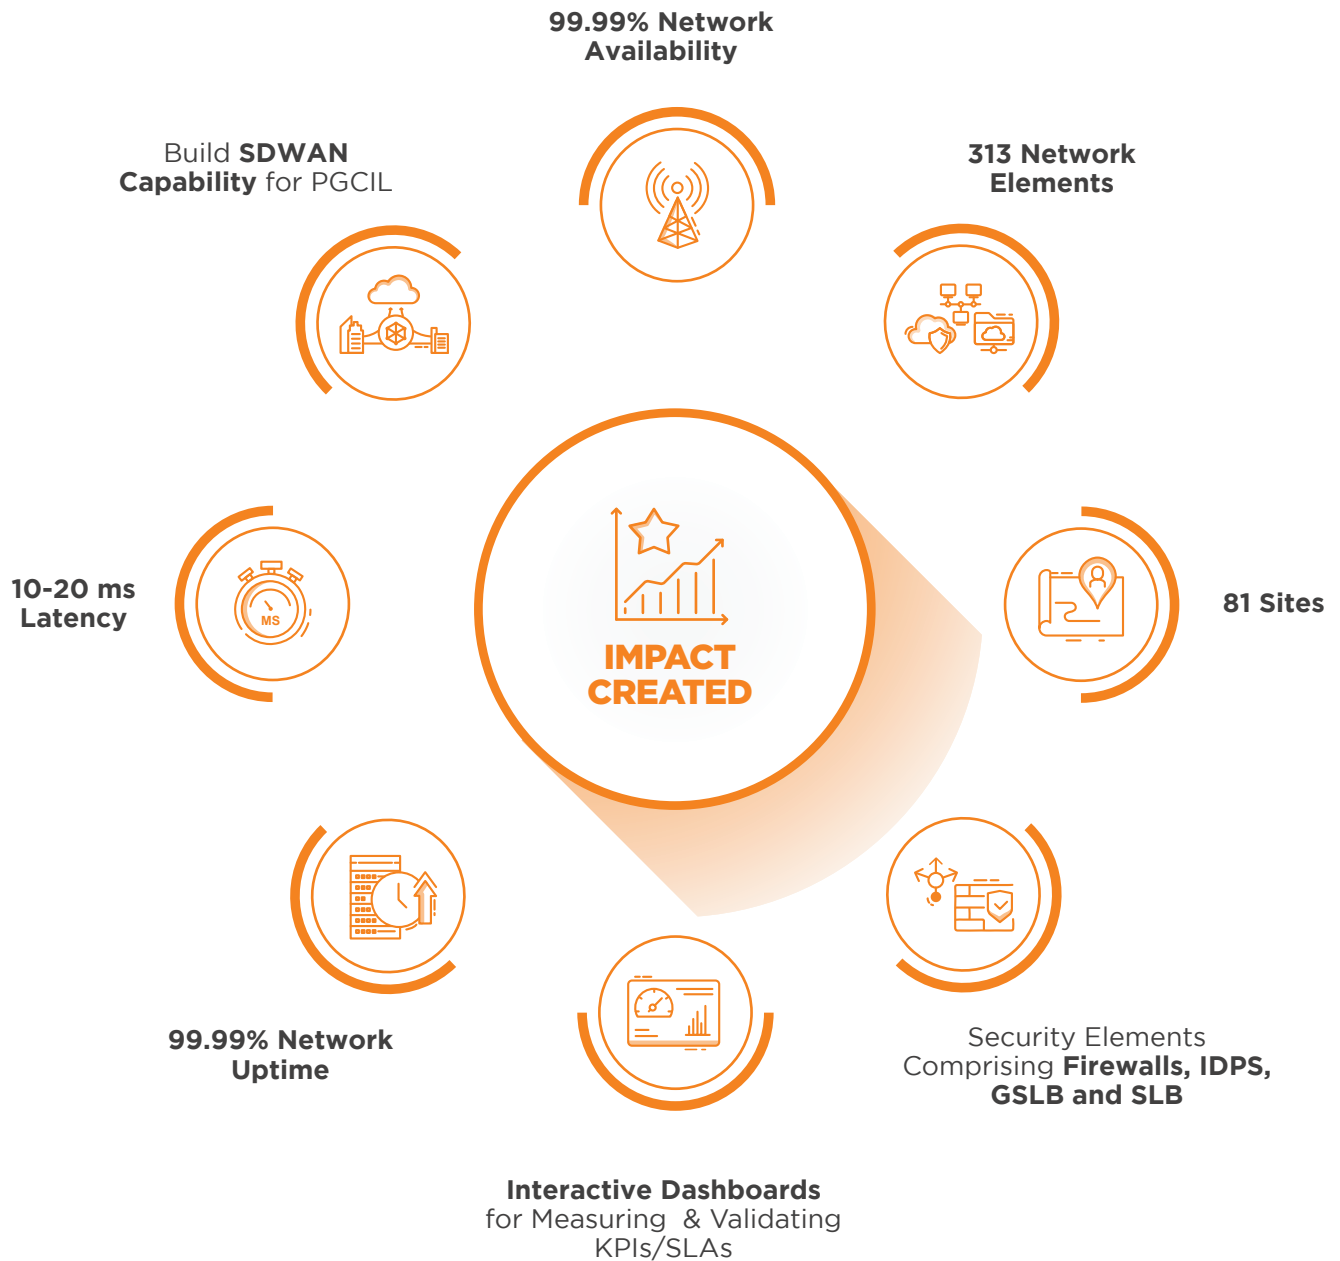 99.99% Network
Availability
Build SDWAN
Capability for PGCIL
313 Network
Elements
10-20 ms
Latency
MS
IMPACT
CREATED
81 Sites
99.99% Network
Uptime
Security Elements
Comprising Firewalls, IDPS,
GSLB and SLB
Interactive Dashboards
for Measuring & Validating
KPIs/SLAs